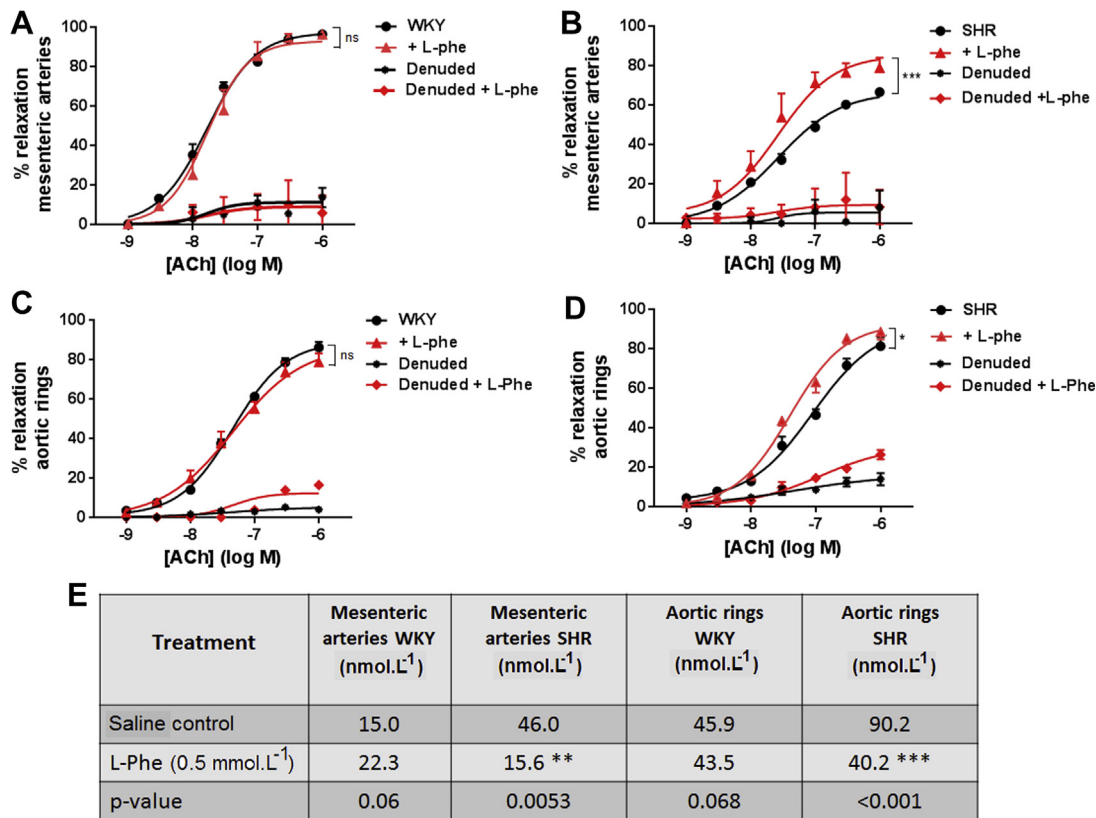 A
% relaxation
mesenteric arteries
100
80
60
40
20
0
-9
-8
-7
-6
[ACh] (log M)
WKY
+ L-phe
Denuded
Denuded + L-phe
ns
B
% relaxation
mesenteric arteries
100
80
60
40
20
0
-9
-8
-7
-6
[ACh] (log M)
SHR
+ L-phe
Denuded
Denuded +L-phe
***
C
% relaxation
aortic rings
100
80
60
40
20
0
-9
-8
-7
-6
[ACh] (log M)
WKY
+ L-phe
Denuded
Denuded + L-Phe
ns
D
% relaxation
aortic rings
100
80
60
40
20
0
-9
-8
-7
-6
[ACh] (log M)
SHR
+ L-phe
Denuded
Denuded + L-Phe
*
E
Treatment
Mesenteric
arteries WKY
(nmol.L⁻¹)
Mesenteric
arteries SHR
(nmol.L⁻¹)
Aortic rings
WKY
(nmol.L⁻¹)
Aortic rings
SHR
(nmol.L⁻¹)
Saline control 15.0 46.0 45.9 90.2
L-Phe (0.5 mmol.L⁻¹) 22.3 15.6 ** 43.5 40.2 ***
p-value 0.06 0.0053 0.068 <0.001